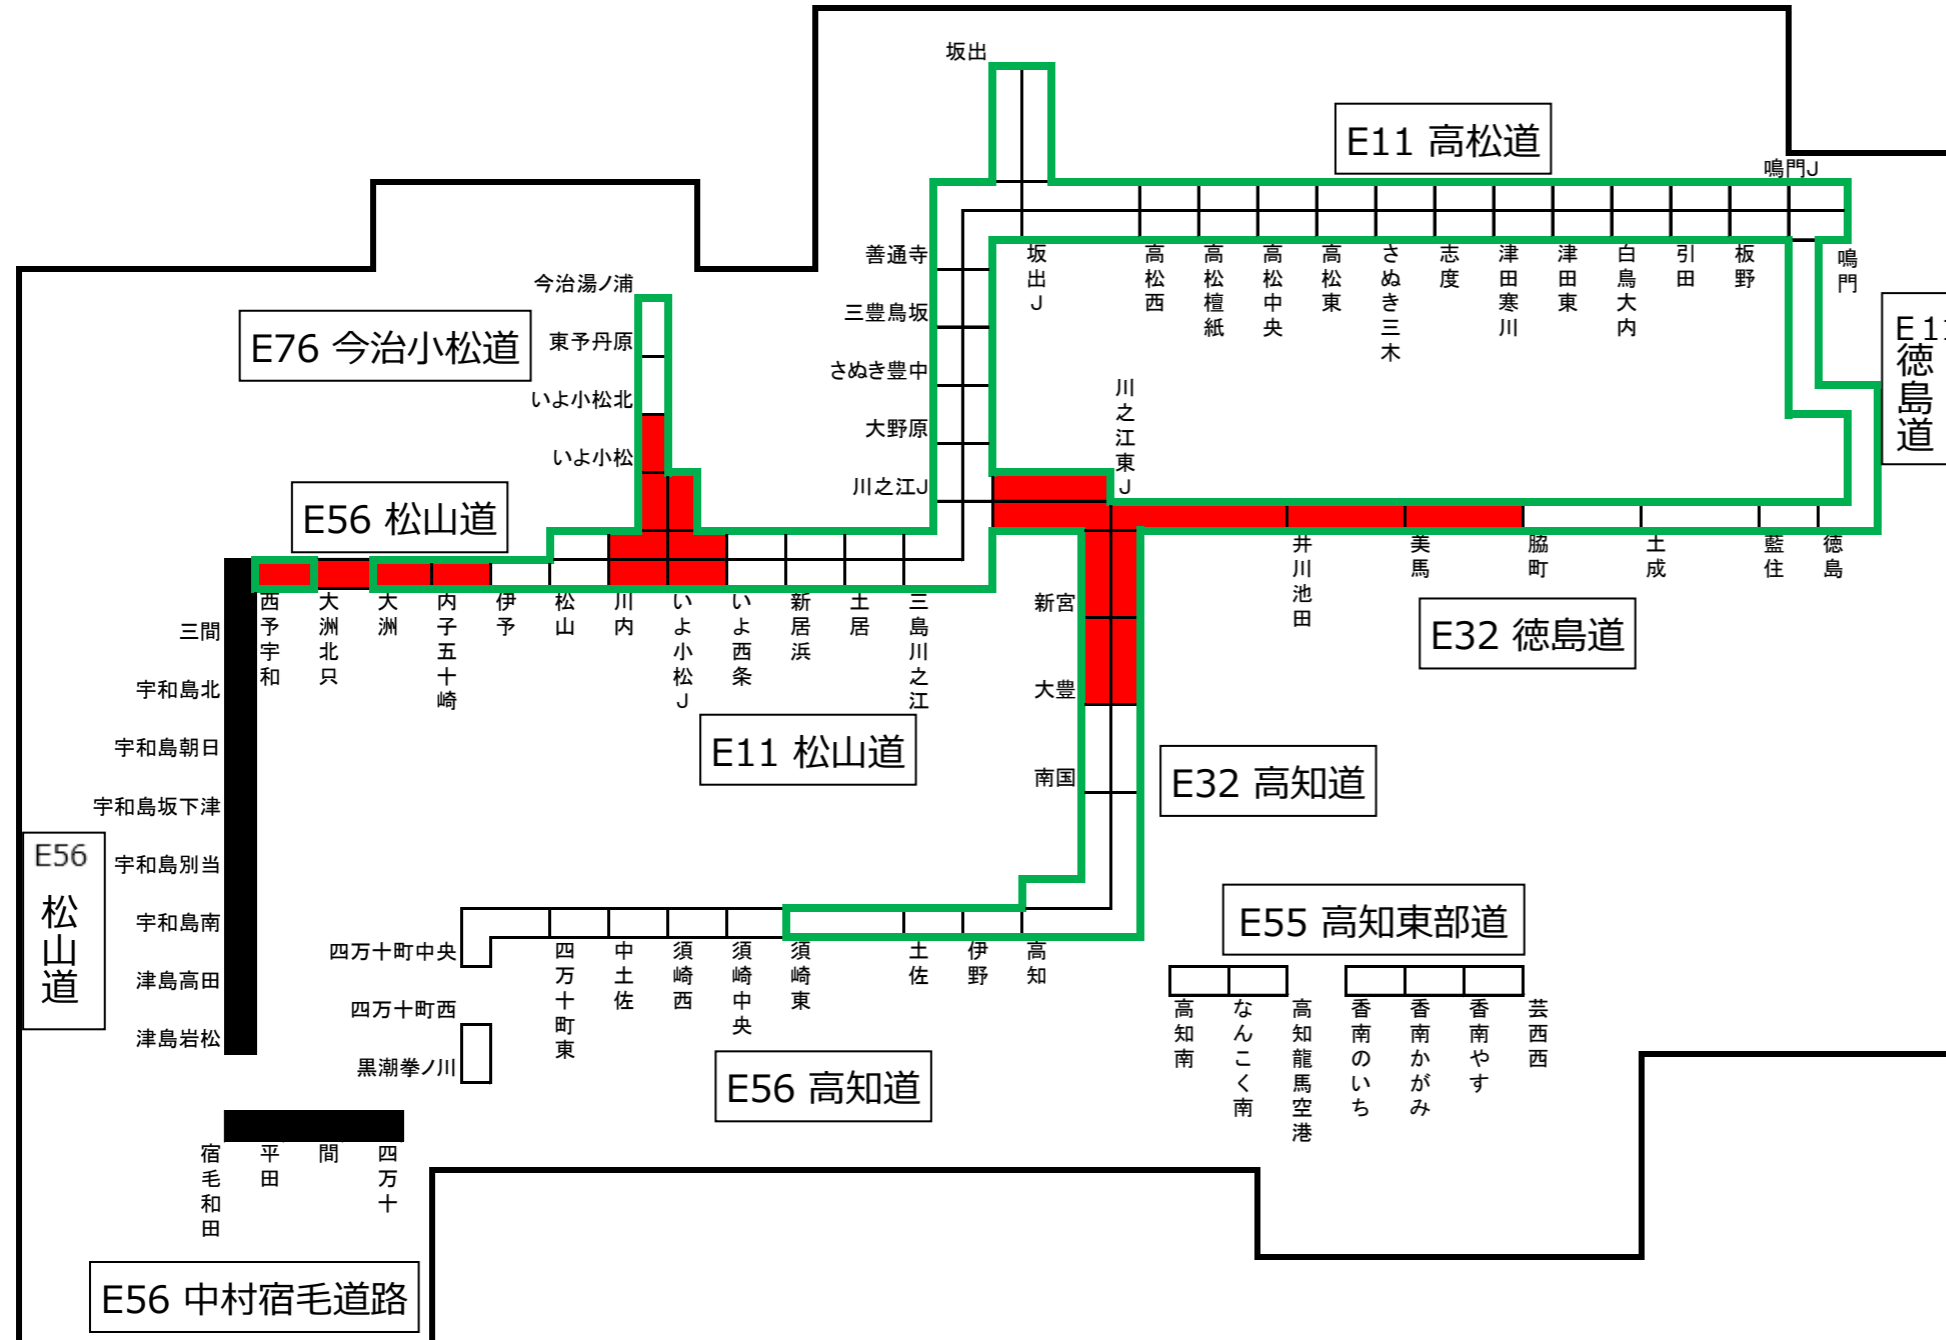 坂出
E11 高松道
鳴門J
善通寺
三豊鳥坂
さぬき豊中
大野原
川之江J
坂出J
高松西
高松檀紙
高松中央
高松東
さぬき三木
志度
津田寒川
津田東
白鳥大内
引田
板野
鳴門
今治湯ノ浦
東予丹原
いよ小松北
いよ小松
E76 今治小松道
川之江東J
徳島道
E56 松山道
西予宇和
大洲北只
大洲
内子五十崎
伊予
松山
川内
いよ小松J
いよ西条
新居浜
土居
三島川之江
井川池田
美馬
脇町
土成
藍住
徳島
E32 徳島道
新宮
大豊
南国
E11 松山道
E32 高知道
三間
宇和島北
宇和島朝日
宇和島坂下津
宇和島別当
宇和島南
津島高田
津島岩松
E56
松山道
四万十町中央
四万十町西
黒潮拳ノ川
四万十町東
中土佐
須崎西
須崎中央
須崎東
土佐
伊野
高知
E55 高知東部道
高知南
なんこく南
高知龍馬空港
香南のいち
香南かがみ
香南やす
芸西西
E56 高知道
宿毛和田
平田
間
四万十
E56 中村宿毛道路